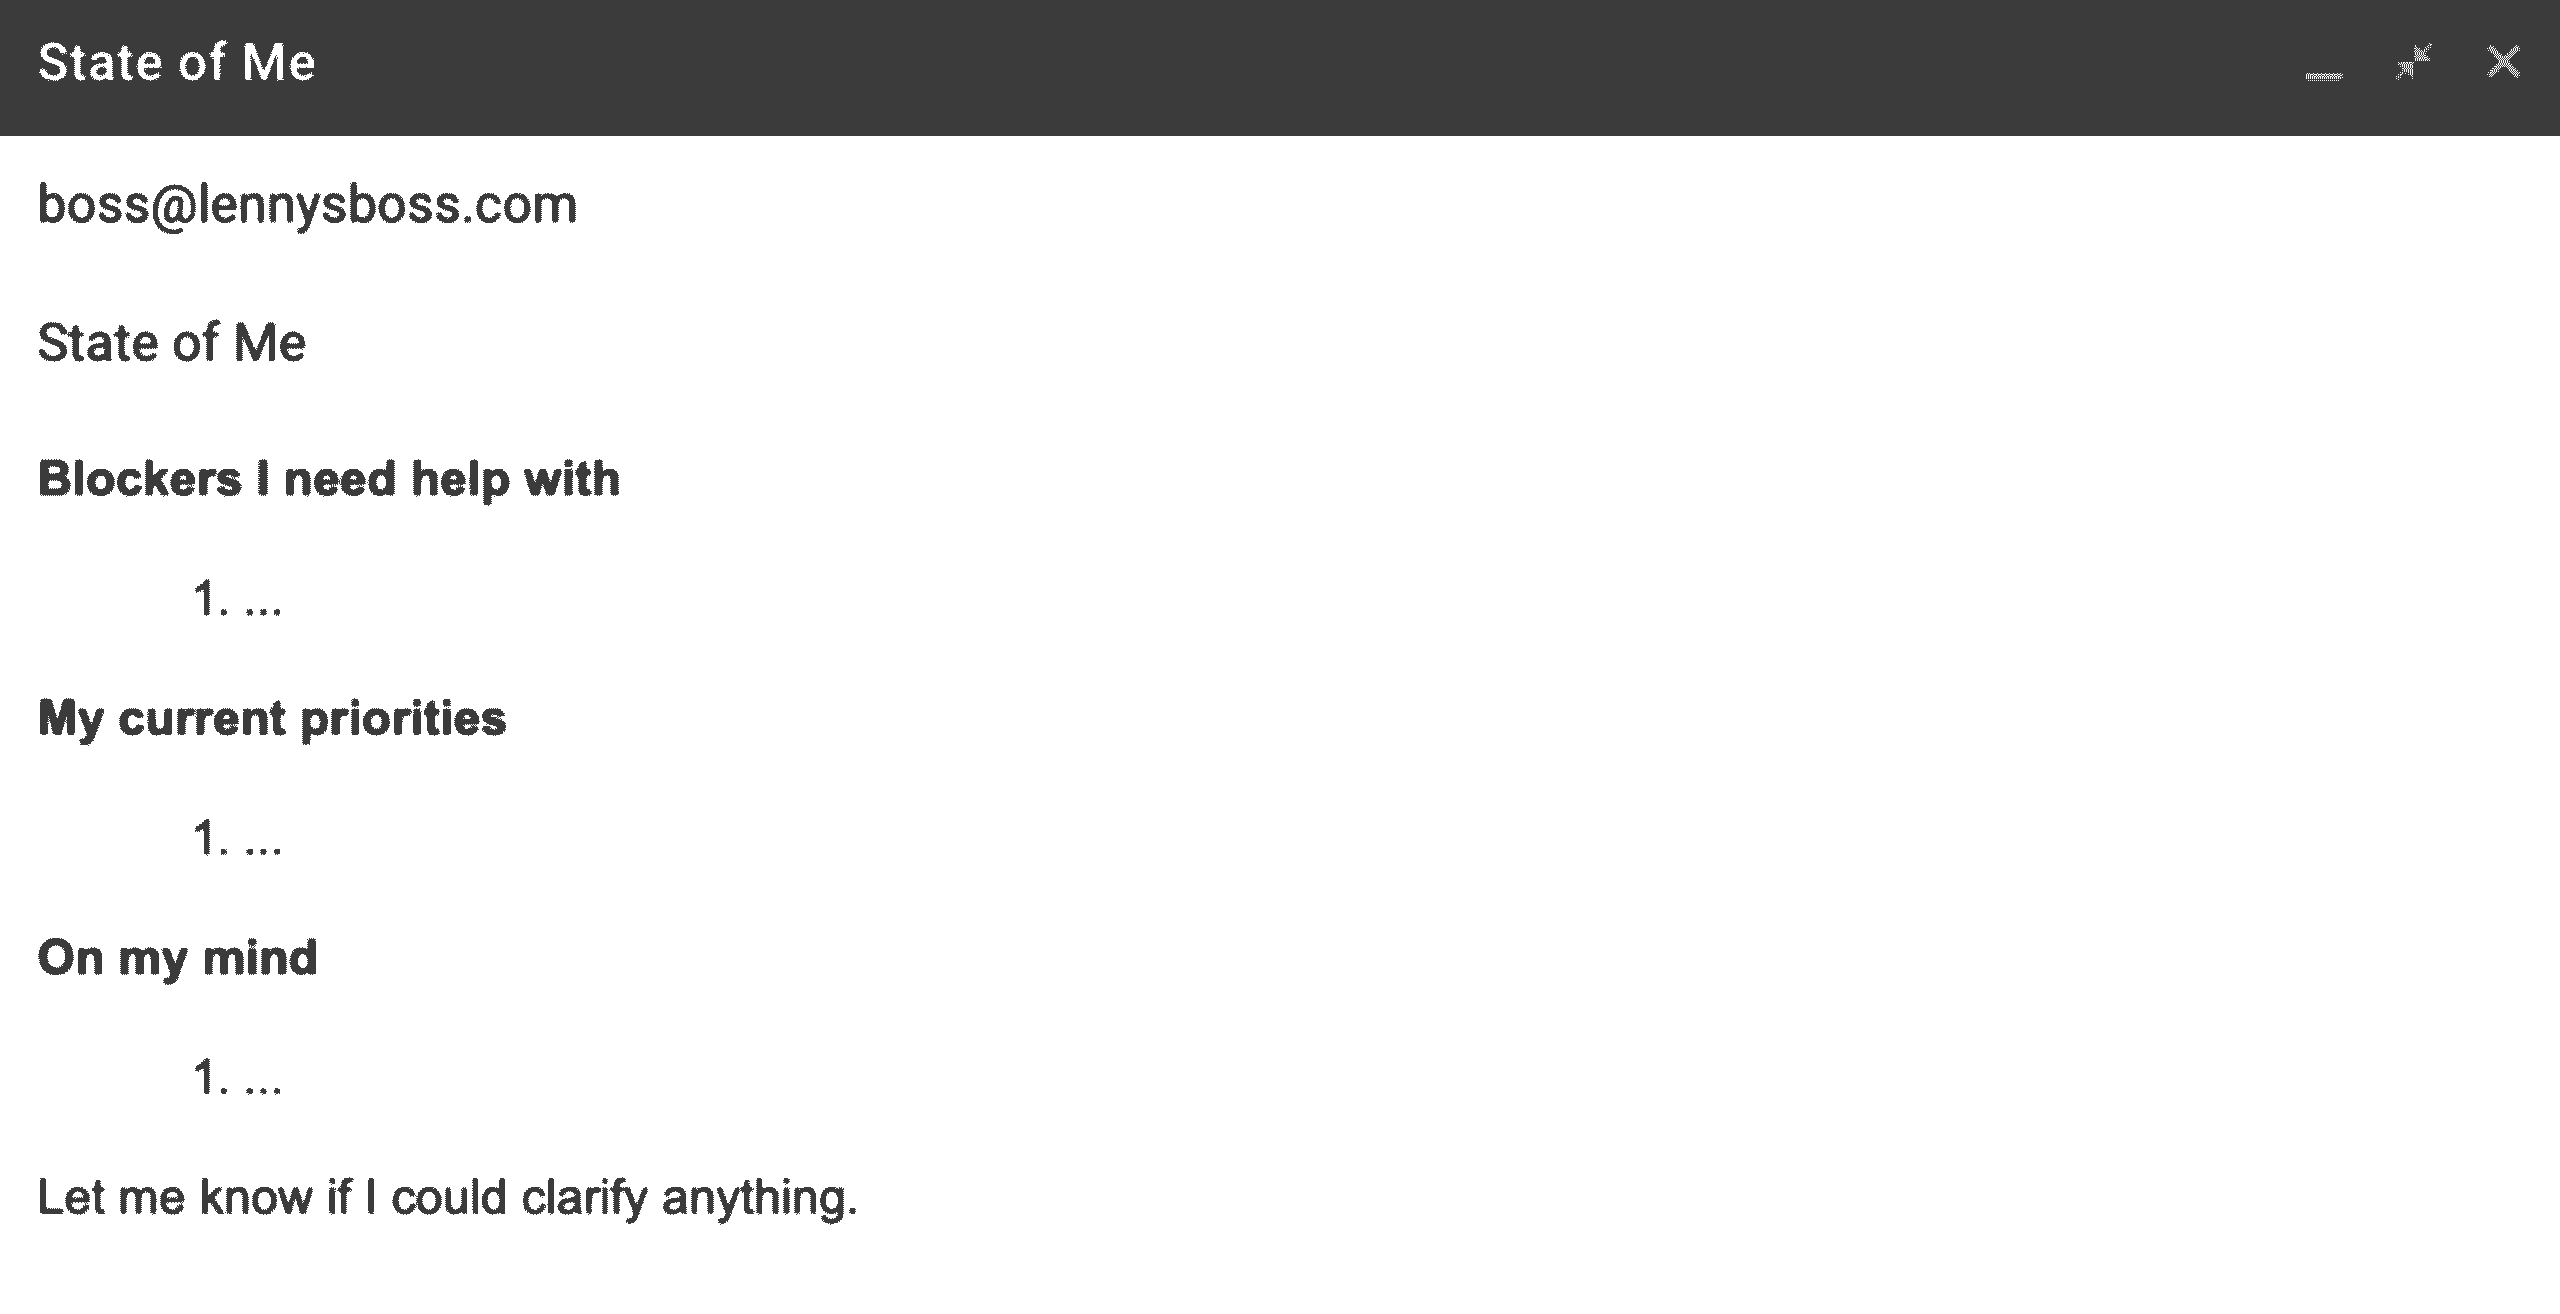 State of Me
boss@lennysboss.com
State of Me
Blockers I need help with
1. ...
My current priorities
1. ...
On my mind
1. ...
Let me know if I could clarify anything.